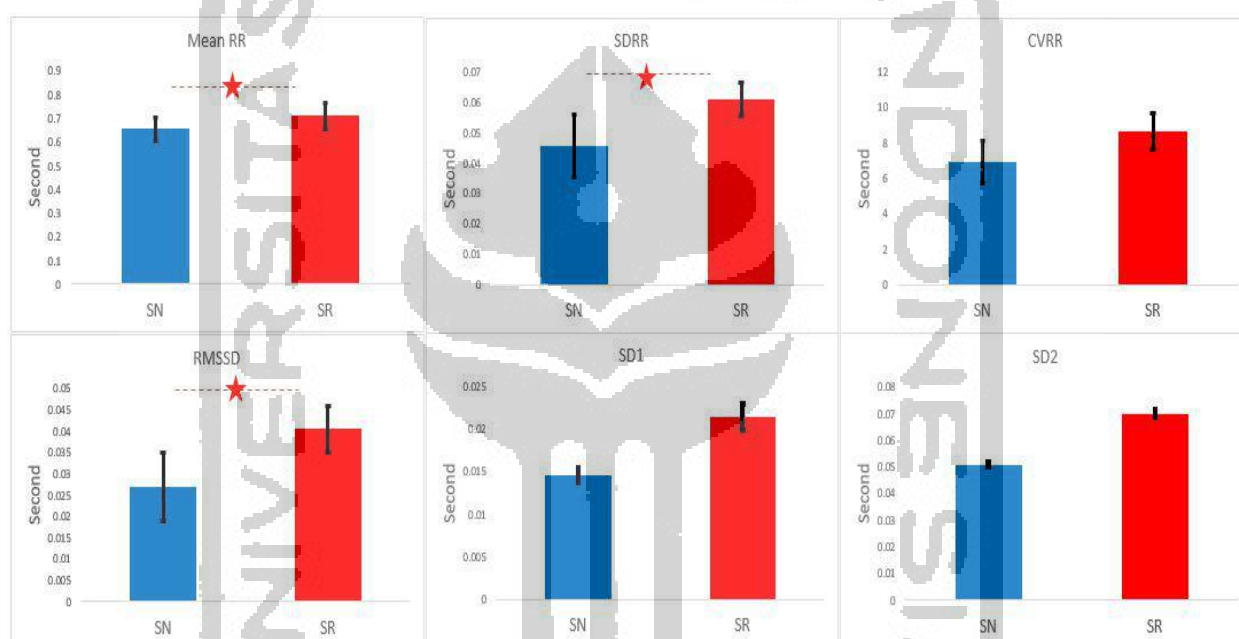 Mean RR
0.9
0.8
0.7
0.6
0.5
0.4
0.3
0.2
0.1
0
Second
SN
SR
SDRR
0.07
0.06
0.05
0.04
0.03
0.02
0.01
0
Second
SN
SR
CVRR
12
10
8
6
4
2
0
Second
SN
SR
RMSSD
0.05
0.045
0.04
0.035
0.03
0.025
0.02
0.015
0.01
0.005
0
Second
SN
SR
SD1
0.025
0.02
0.015
0.01
0.005
0
Second
SN
SR
SD2
0.08
0.07
0.06
0.05
0.04
0.03
0.02
0.01
0
Second
SN
SR
NIVERSITAS
NDONESI